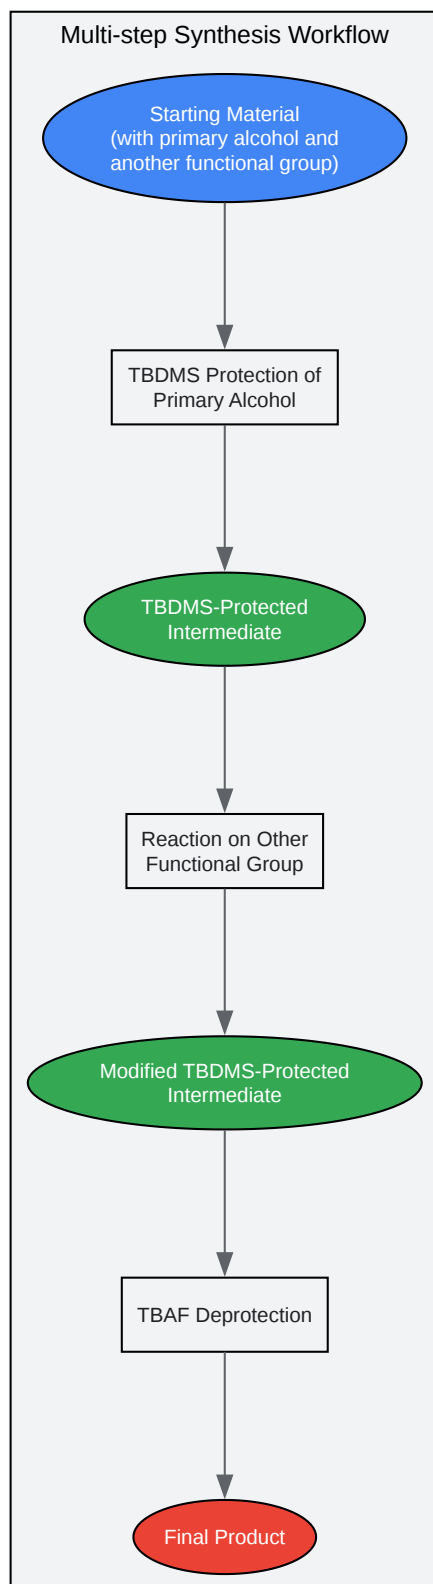 Multi-step Synthesis Workflow
Starting Material
(with primary alcohol and
another functional group)
TBDMS Protection of
Primary Alcohol
TBDMS-Protected
Intermediate
Reaction on Other
Functional Group
Modified TBDMS-Protected
Intermediate
TBAF Deprotection
Final Product